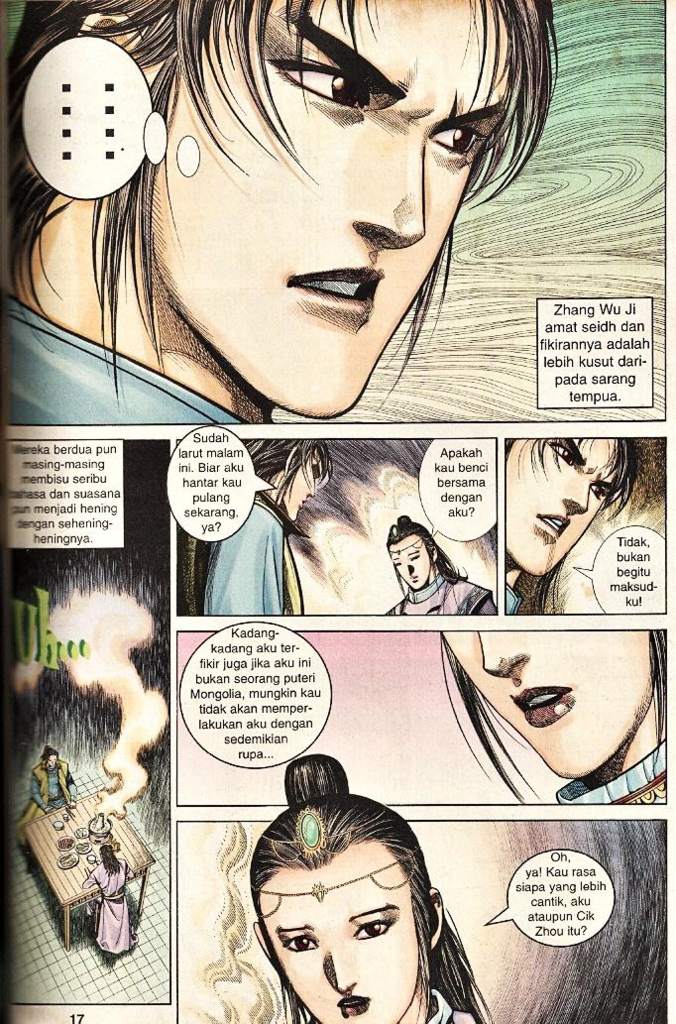 Zhang Wu Ji
amat seidh dan
fikirannya adalah
lebih kusut dari-
pada sarang
tempua.
Mereka berdua pun
masing-masing
membisu seribu
bahasa dan suasana
pun menjadi hening
dengan sehening-
heningnya.
Sudah
larut malam
ini. Biar aku
hantar kau
pulang
sekarang,
ya?
Apakah
kau benci
bersama
dengan
aku?
Tidak,
bukan
begitu
maksud-
ku!
Kadang-
kadang aku ter-
fikir juga jika aku ini
bukan seorang puteri
Mongolia, mungkin kau
tidak akan memper-
lakukan aku dengan
sedemikian
rupa...
Oh,
ya! Kau rasa
siapa yang lebih
cantik, aku
ataupun Cik
Zhou itu?
17